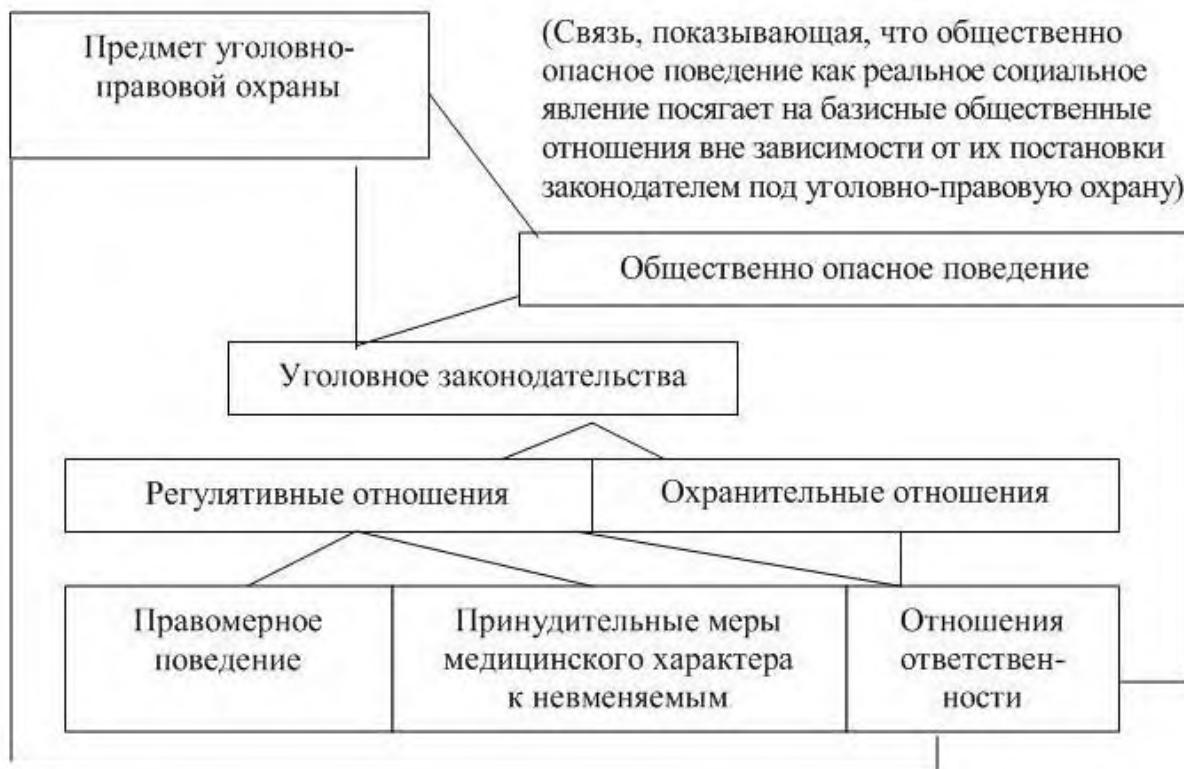 Предмет уголовно-
правовой охраны
(Связь, показывающая, что общественно
опасное поведение как реальное социальное
явление посягает на базисные общественные
отношения вне зависимости от их постановки
законодателем под уголовно-правовую охрану)
Общественно опасное поведение
Уголовное законодательства
Регулятивные отношения
Охранительные отношения
Правомерное
поведение
Принудительные меры
медицинского характера
к невменяемым
Отношения
ответствен-
ности